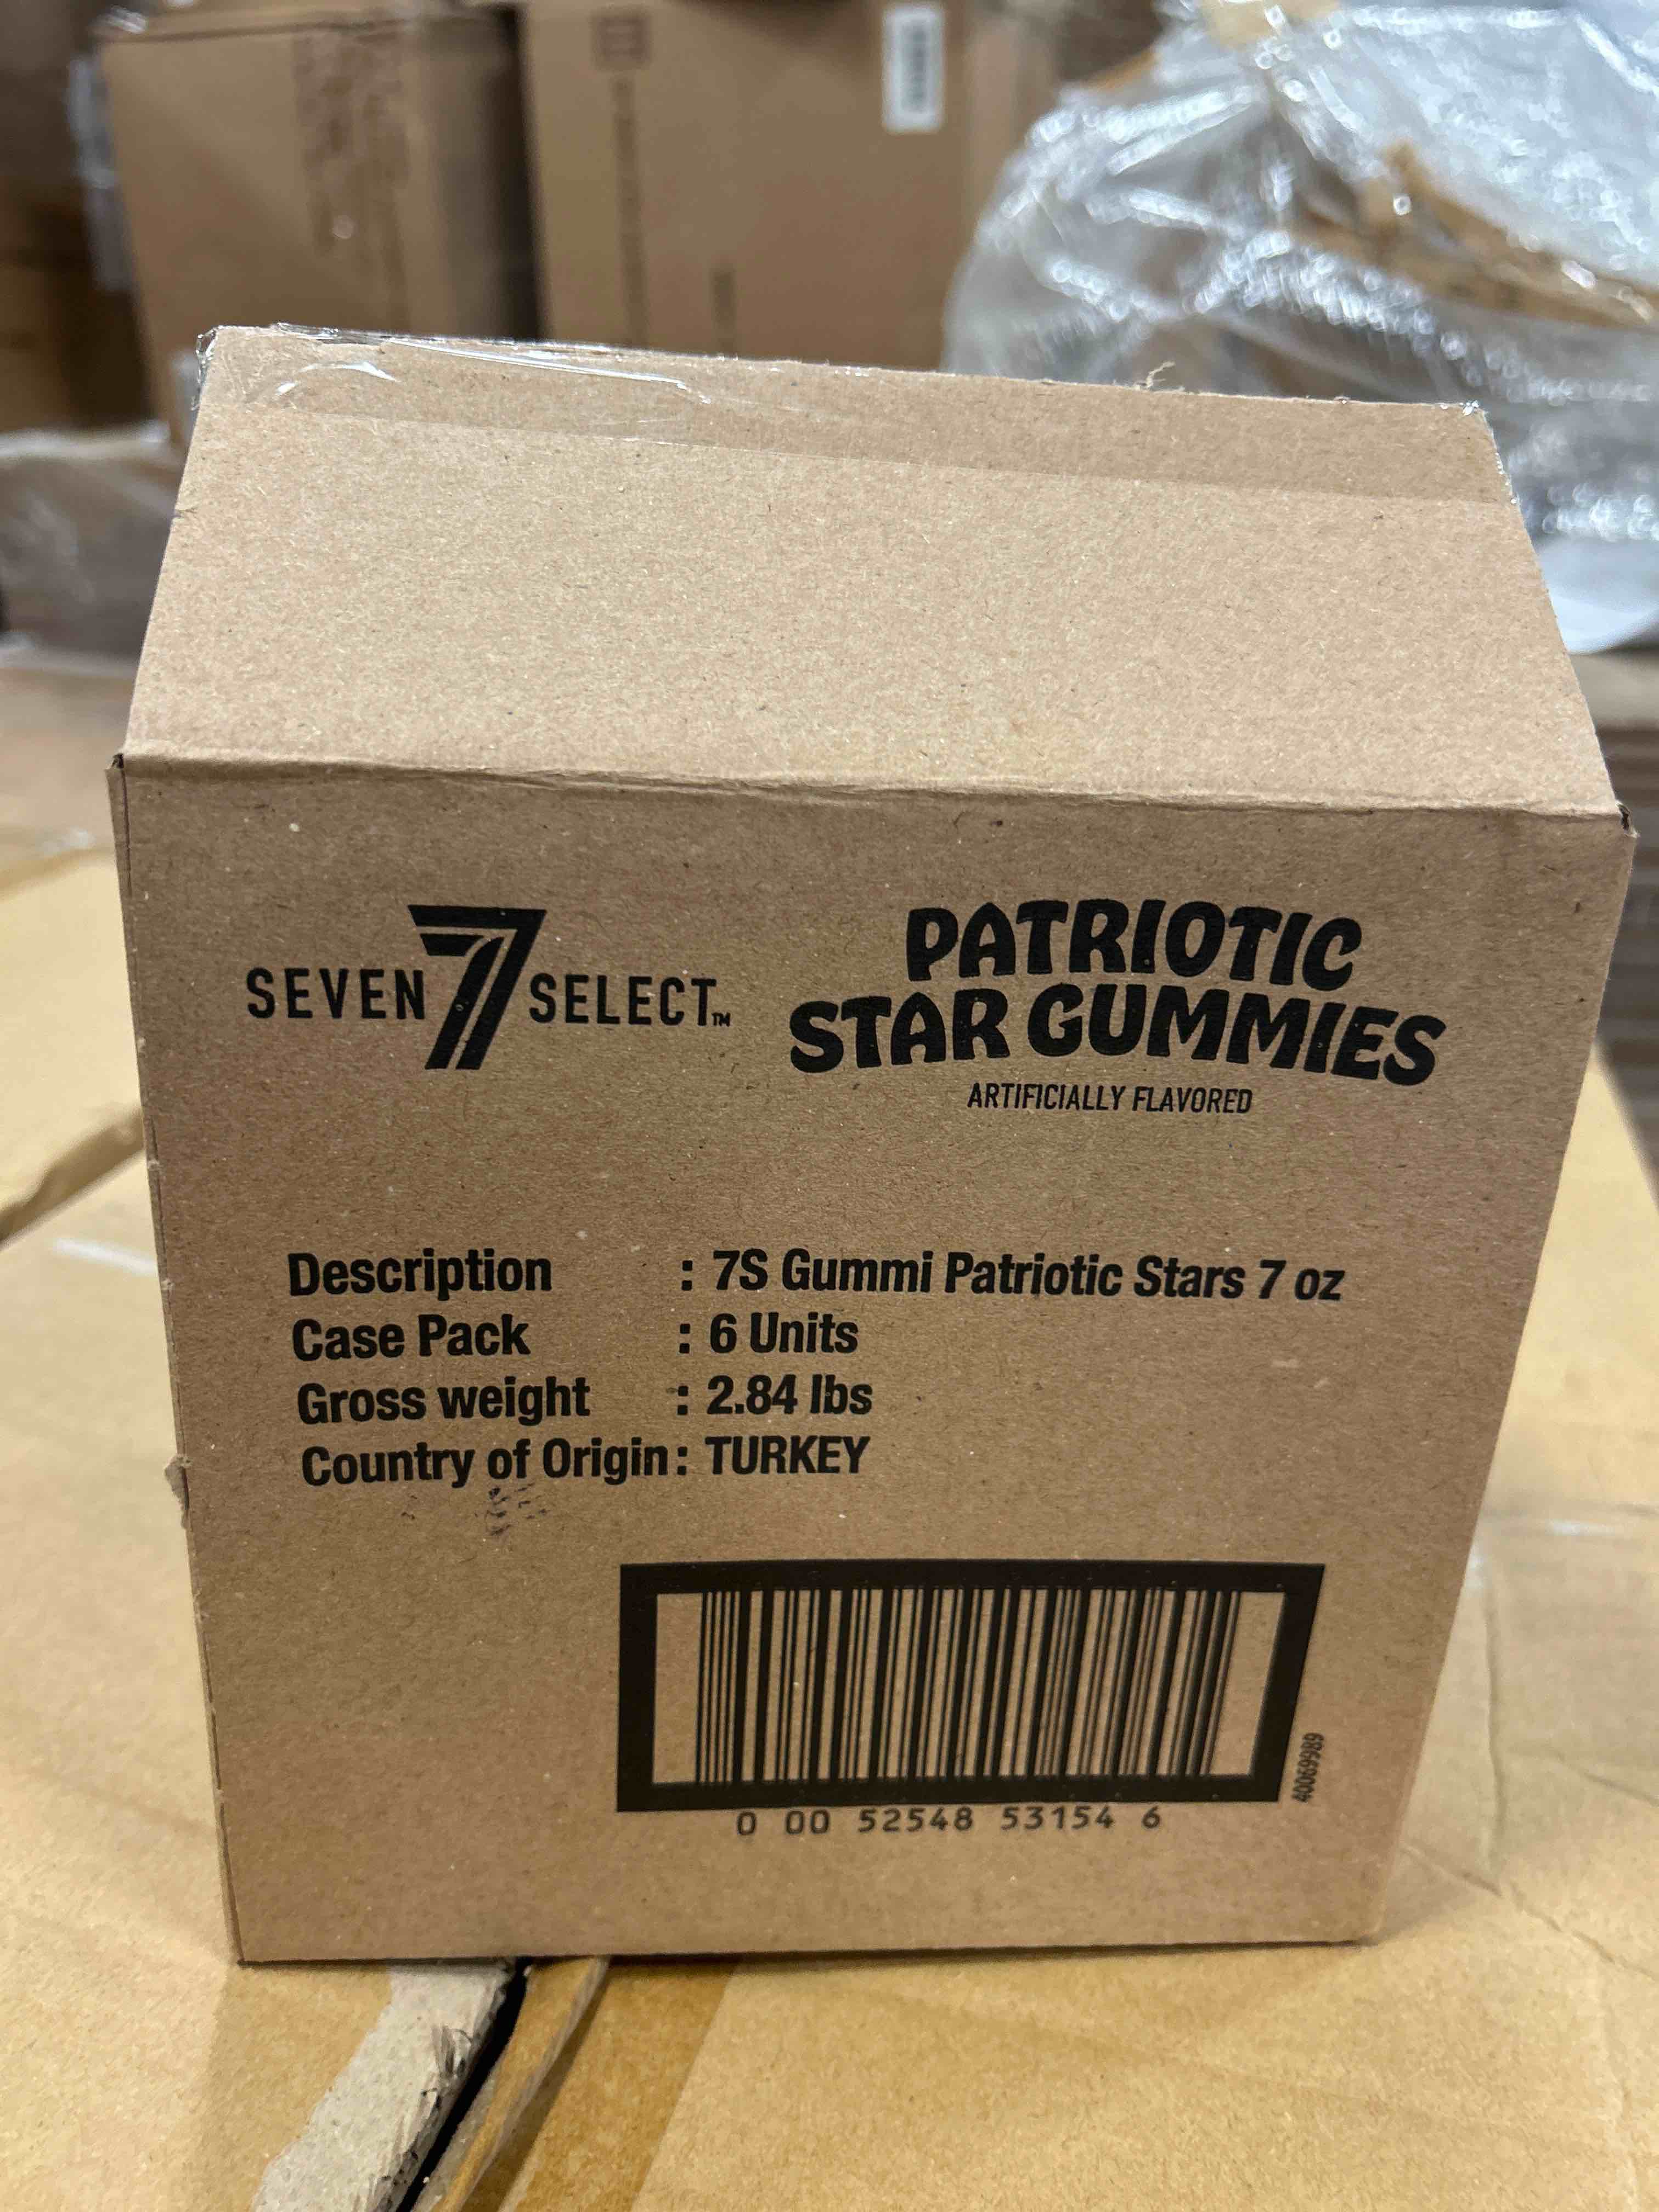 SEVEN 7 SELECT™
PATRIOTIC
STAR GUMMIES
ARTIFICIALLY FLAVORED
Description : 7S Gummi Patriotic Stars 7 oz
Case Pack : 6 Units
Gross weight : 2.84 lbs
Country of Origin : TURKEY
0 00 52548 53154 6
40069989